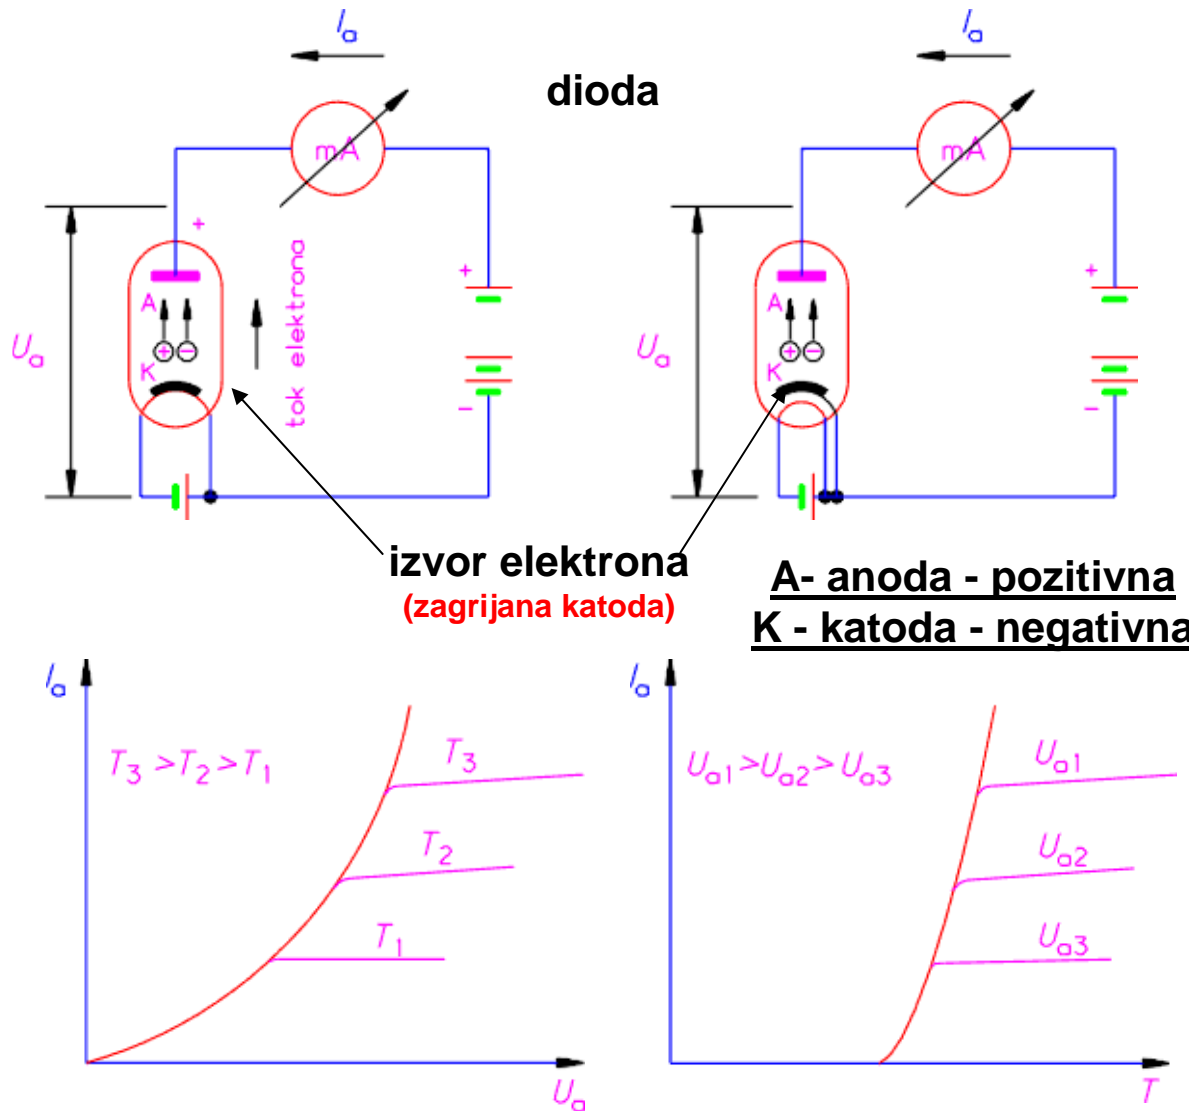 Ia
Ia
dioda
mA
mA
+
+
+
tok elektrona
A
A
Ua
Ua
+ −
+ −
K
K
−
−
izvor elektrona
(zagrijana katoda)
A- anoda - pozitivna
K - katoda - negativna
Ia
Ia
T3 >T2 >T1
T3
T2
T1
Ua
Ua1 >Ua2 > Ua3
Ua1
Ua2
Ua3
T